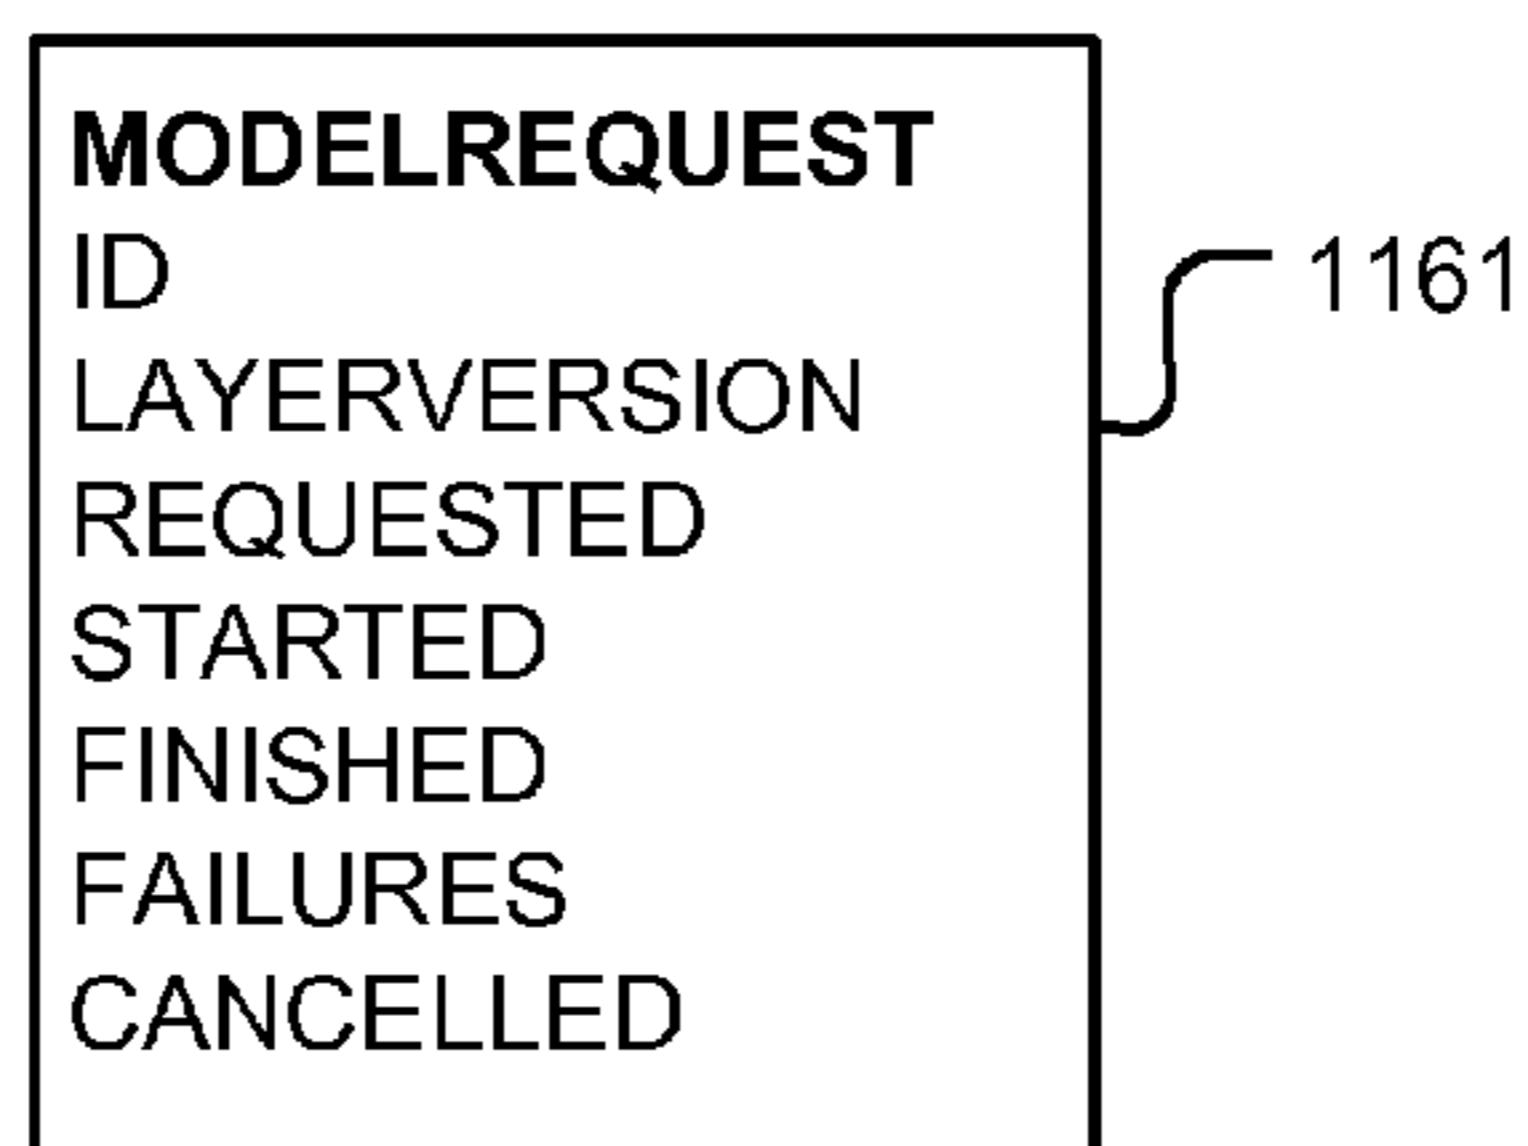 MODELREQUEST
ID
LAYERVERSION
REQUESTED
STARTED
FINISHED
FAILURES
CANCELLED
1161